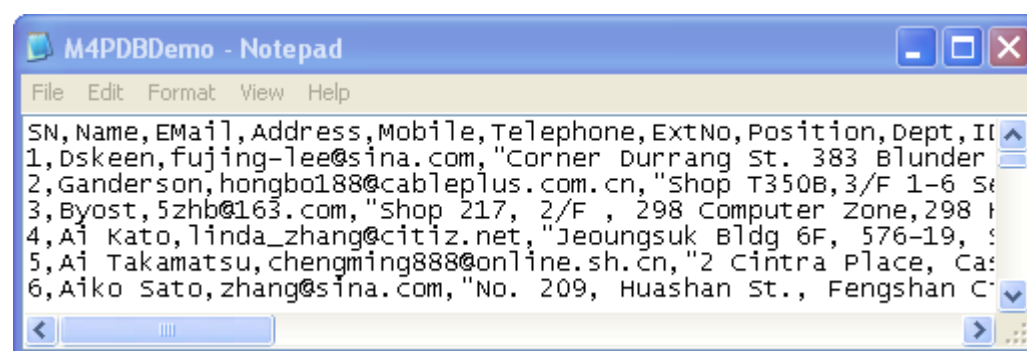 M4PDBDemo - Notepad
File Edit Format View Help
SN,Name,EMail,Address,Mobile,Telephone,ExtNo,Position,Dept,
1,Dskeen,fujing-lee@sina.com,"Corner Durrang St. 383 Blunder
2,Ganderson,hongbo188@cableplus.com.cn,"Shop T350B,3/F 1-6
3,Byost,5zhb@163.com,"Shop 217, 2/F , 298 Computer Zone,298
4,Ai Kato,linda_zhang@citiz.net,"Jeoungsuk Bldg 6F, 576-19,
5,Ai Takamatsu,chengming888@online.sh.cn,"2 Cintra Place,
6,Aiko Sato,zhang@sina.com,"No. 209, Huashan St., Fengshan